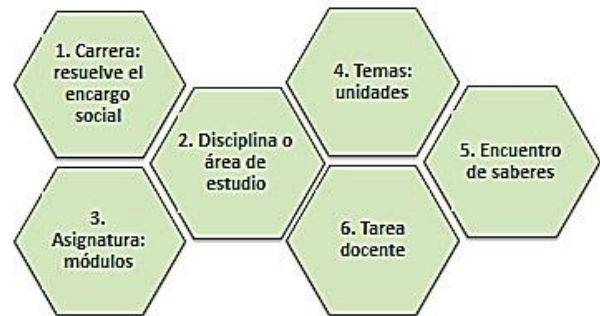 1. Carrera:
resuelve el
encargo
social
2. Disciplina o
área de
estudio
3.
Asignatura:
módulos
4. Temas:
unidades
5. Encuentro
de saberes
6. Tarea
docente